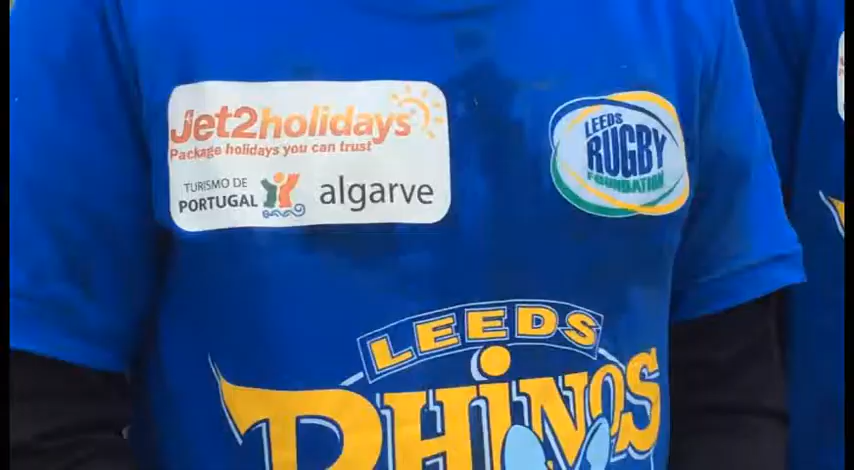 Jet2holidays
Package holidays you can trust
TURISMO DE
PORTUGAL
algarve
LEEDS
RUGBY
FOUNDATION
LEEDS
RHINOS